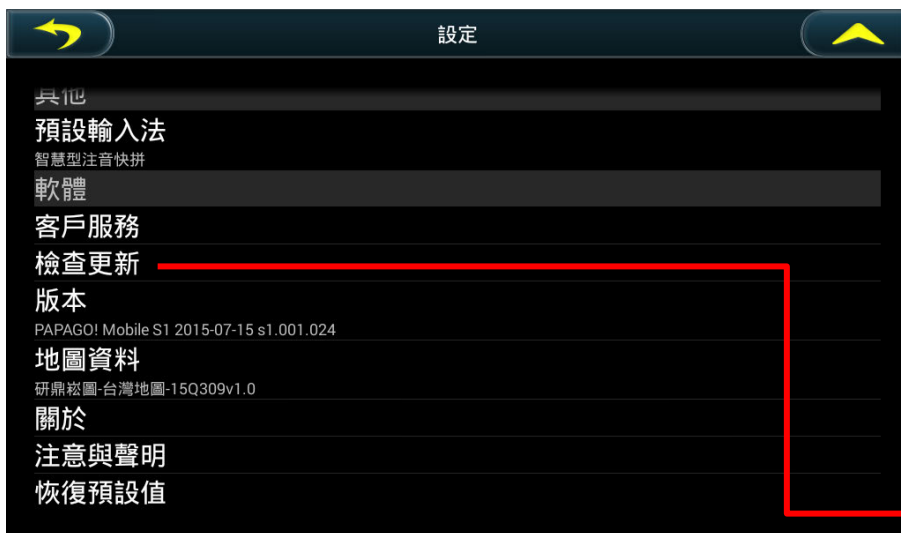 設定
其他
預設輸入法
智慧型注音快拼
軟體
客戶服務
檢查更新
版本
PAPAGO! Mobile S1 2015-07-15 s1.001.024
地圖資料
研鼎崧圖-台灣地圖-15Q309v1.0
關於
注意與聲明
恢復預設值